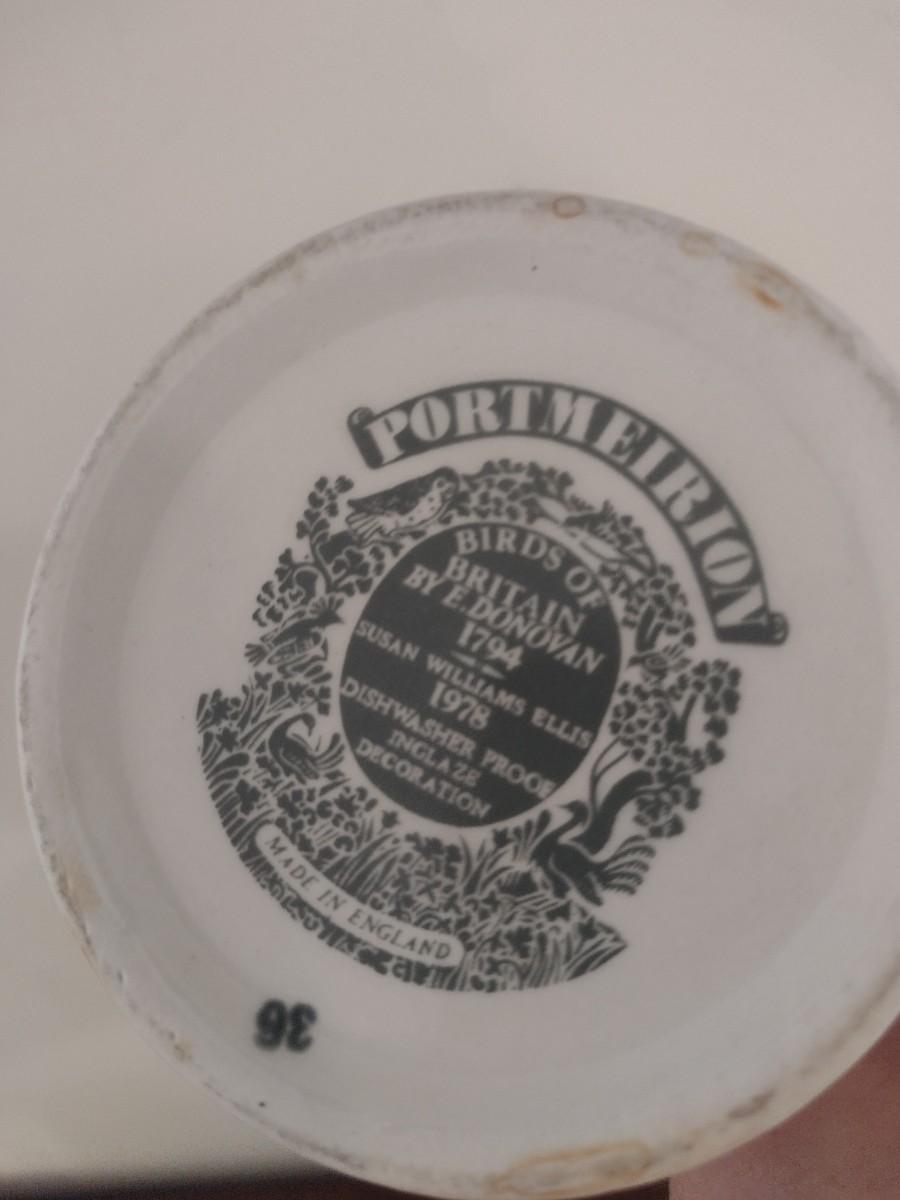 PORTMEIRION
BIRDS OF
BRITAIN
BY E. DONOVAN
1794
SUSAN WILLIAMS ELLIS
1978
DISHWASHER PROOF
INGLAZE
DECORATION
MADE IN ENGLAND
36